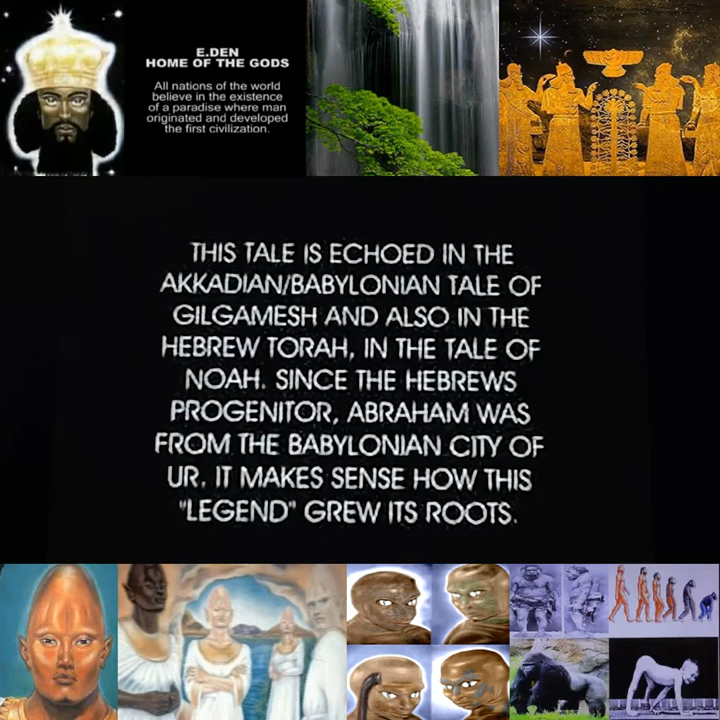 E.DEN
HOME OF THE GODS
All nations of the world
believe in the existence
of a paradise where man
originated and developed
the first civilization.
THIS TALE IS ECHOED IN THE
AKKADIAN/BABYLONIAN TALE OF
GILGAMESH AND ALSO IN THE
HEBREW TORAH, IN THE TALE OF
NOAH. SINCE THE HEBREWS
PROGENITOR, ABRAHAM WAS
FROM THE BABYLONIAN CITY OF
UR, IT MAKES SENSE HOW THIS
"LEGEND" GREW ITS ROOTS.